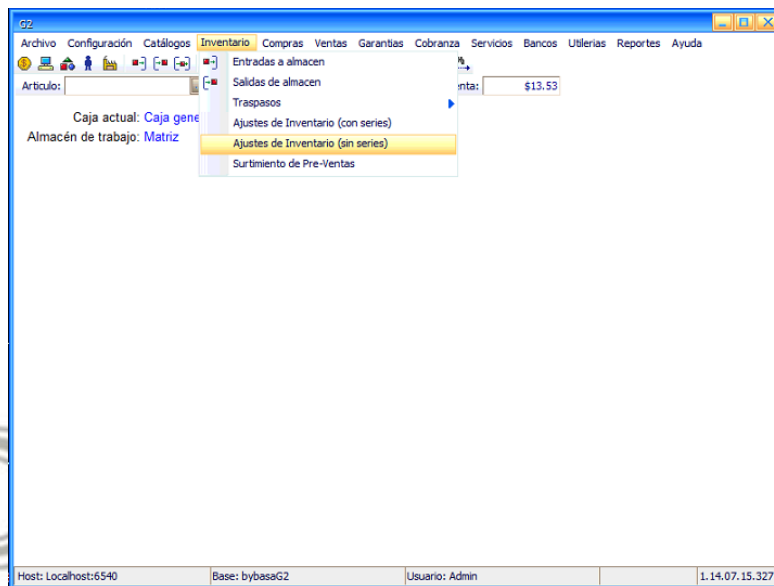 G2
Archivo Configuración Catálogos Inventario Compras Ventas Garantias Cobranza Servicios Bancos Utilerias Reportes Ayuda
Entradas a almacen
Articulo: Salidas de almacen $13.53
Traspasos
Caja actual: Caja Ajustes de Inventario (con series)
Almacén de trabajo: Matriz Ajustes de Inventario (sin series)
Surtimiento de Pre-Ventas
Host: Localhost:6540 Base: bybasaG2 Usuario: Admin 1.14.07.15.327